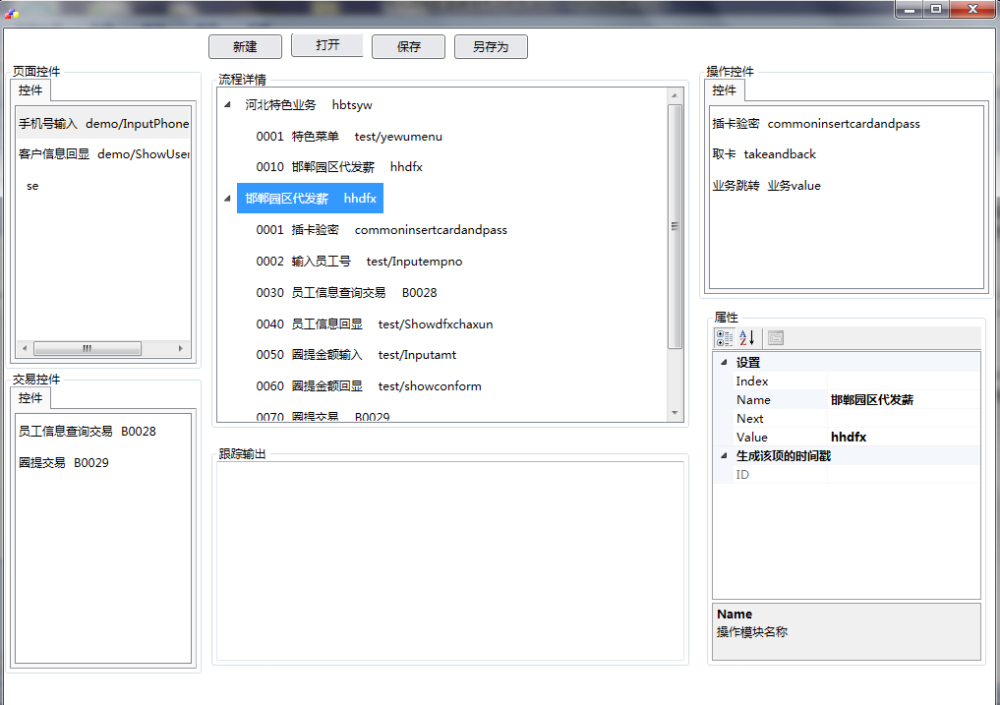 新建 打开 保存 另存为
页面控件
控件
手机号输入 demo/InputPhone
客户信息回显 demo/ShowUser
se
交易控件
控件
员工信息查询交易 B0028
圈提交易 B0029
流程详情
河北特色业务 hbtsyw
0001 特色菜单 test/yewumenu
0010 邯郸园区代发薪 hhdfx
邯郸园区代发薪 hhdfx
0001 插卡验密 commoninsertcardandpass
0002 输入员工号 test/Inputempno
0030 员工信息查询交易 B0028
0040 员工信息回显 test/Showdfxchaxun
0050 圈提金额输入 test/Inputamt
0060 圈提金额回显 test/showconform
0070 圈提交易 B0029
跟踪输出
操作控件
控件
插卡验密 commoninsertcardandpass
取卡 takeandback
业务跳转 业务value
属性
设置
Index
Name 邯郸园区代发薪
Next
Value hhdfx
生成该项的时间戳
ID
Name
操作模块名称